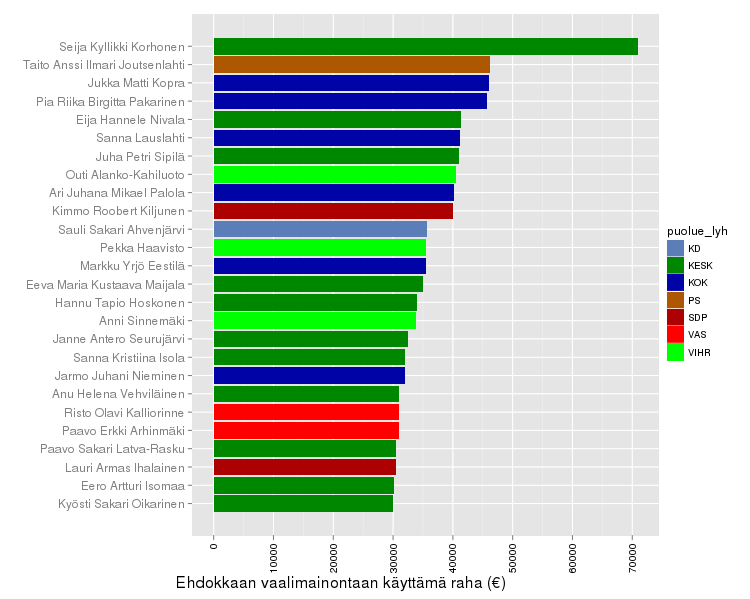 Seija Kyllikki Korhonen
Taito Anssi Ilmari Joutsenlahti
Jukka Matti Kopra
Pia Riika Birgitta Pakarinen
Eija Hannele Nivala
Sanna Lauslahti
Juha Petri Sipilä
Outi Alanko-Kahiluoto
Ari Juhana Mikael Palola
Kimmo Roobert Kiljunen
Sauli Sakari Ahvenjärvi
Pekka Haavisto
Markku Yrjö Eestilä
Eeva Maria Kustaava Maijala
Hannu Tapio Hoskonen
Anni Sinnemäki
Janne Antero Seurujärvi
Sanna Kristiina Isola
Jarmo Juhani Nieminen
Anu Helena Vehviläinen
Risto Olavi Kalliorinne
Paavo Erkki Arhinmäki
Paavo Sakari Latva-Rasku
Lauri Armas Ihalainen
Eero Artturi Isomaa
Kyösti Sakari Oikarinen
0
10000
20000
30000
40000
50000
60000
70000
Ehdokkaan vaalimainontaan käyttämä raha (€)
puolue_lyh
KD
KESK
KOK
PS
SDP
VAS
VIHR